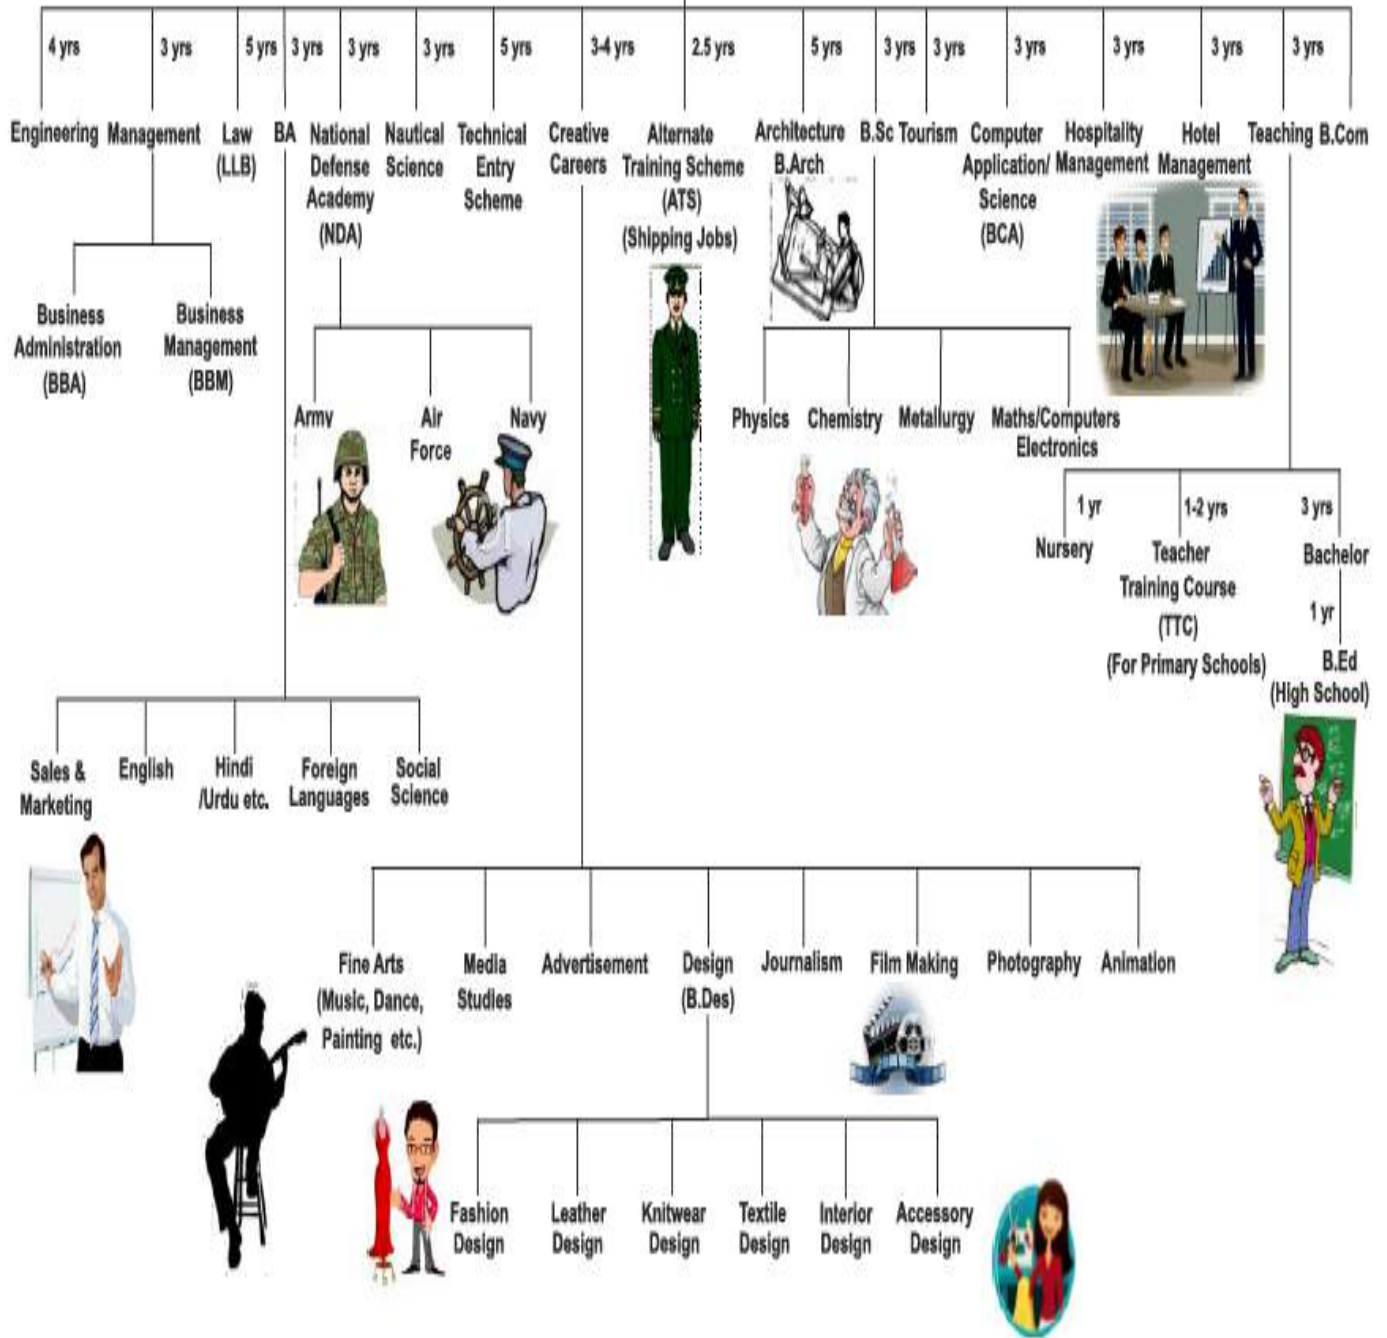 4 yrs
3 yrs
5 yrs
3 yrs
3 yrs
3 yrs
5 yrs
3-4 yrs
2.5 yrs
5 yrs
3 yrs
3 yrs
3 yrs
3 yrs
3 yrs
3 yrs
Engineering
Management
Law
(LLB)
BA
National
Defense
Academy
(NDA)
Nautical
Science
Technical
Entry
Scheme
Creative
Careers
Alternate
Training Scheme
(ATS)
(Shipping Jobs)
Architecture
B.Arch
B.Sc
Tourism
Computer
Application/
Science
(BCA)
Hospitality
Management
Hotel
Management
Teaching
B.Com
Business
Administration
(BBA)
Business
Management
(BBM)
Army
Air
Force
Navy
Physics
Chemistry
Metallurgy
Maths/Computers
Electronics
1 yr
1-2 yrs
3 yrs
Nursery
Teacher
Training Course
(TTC)
(For Primary Schools)
Bachelor
1 yr
B.Ed
(High School)
Sales &
Marketing
English
Hindi
/Urdu etc.
Foreign
Languages
Social
Science
Fine Arts
(Music, Dance,
Painting etc.)
Media
Studies
Advertisement
Design
(B.Des)
Journalism
Film Making
Photography
Animation
Fashion
Design
Leather
Design
Knitwear
Design
Textile
Design
Interior
Design
Accessory
Design